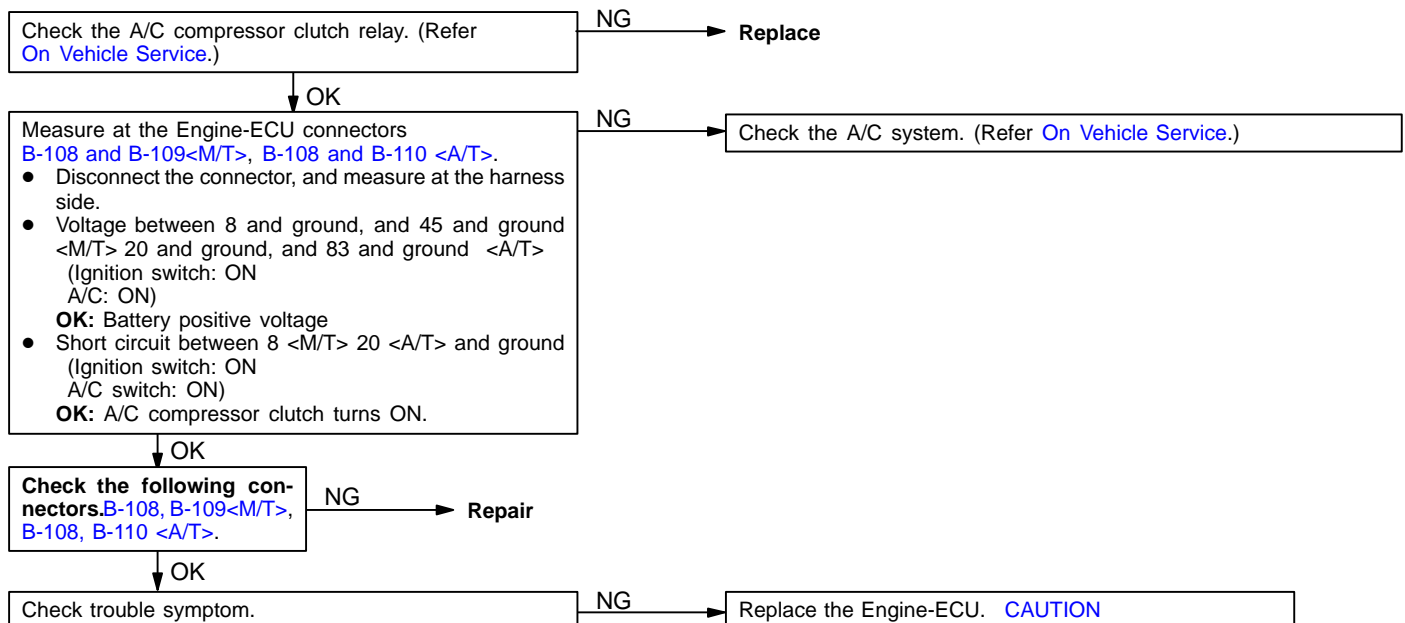 Check the A/C compressor clutch relay. (Refer
On Vehicle Service.)
NG
Replace
OK
Measure at the Engine-ECU connectors
B-108 and B-109<M/T>, B-108 and B-110 <A/T>.
● Disconnect the connector, and measure at the harness
side.
● Voltage between 8 and ground, and 45 and ground
<M/T> 20 and ground, and 83 and ground <A/T>
(Ignition switch: ON
A/C: ON)
OK: Battery positive voltage
● Short circuit between 8 <M/T> 20 <A/T> and ground
(Ignition switch: ON
A/C switch: ON)
OK: A/C compressor clutch turns ON.
NG
Check the A/C system. (Refer On Vehicle Service.)
OK
Check the following con-
nectors.B-108, B-109<M/T>,
B-108, B-110 <A/T>.
NG
Repair
OK
Check trouble symptom.
NG
Replace the Engine-ECU. CAUTION